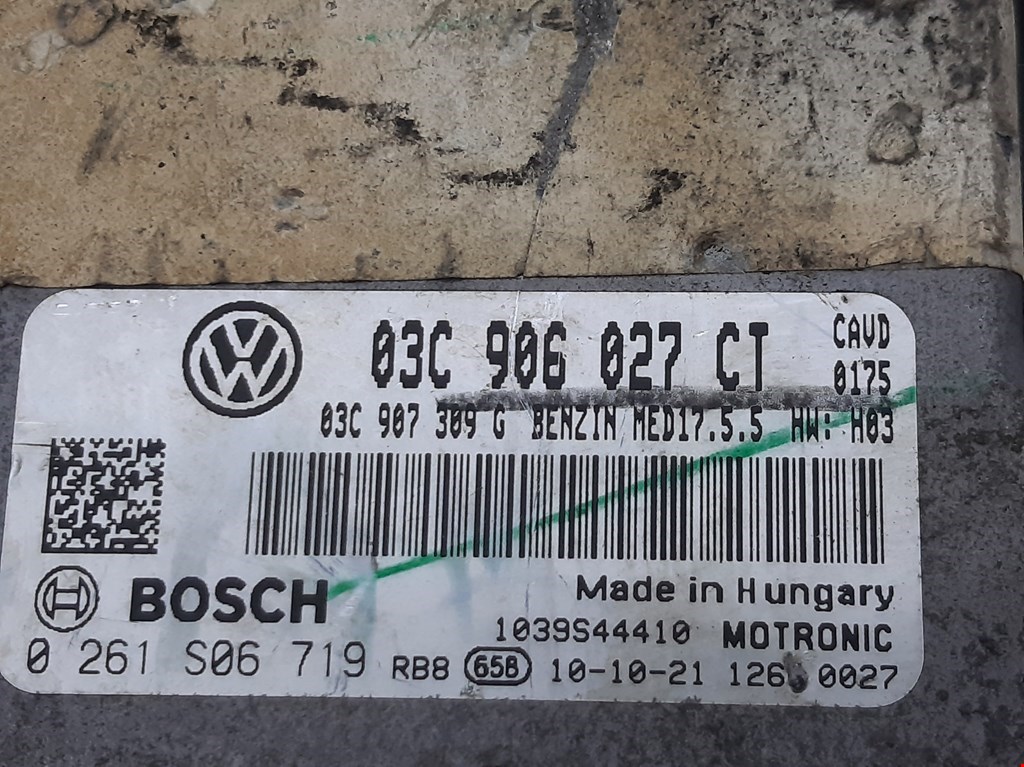 03C 906 027 CT
CAVD
0175
03C 907 309 G BENZIN MED17.5.5 HW: H03
BOSCH
Made in Hungary
1039S44410 MOTRONIC
0 261 S06 719 RB8 658 10-10-21 0027